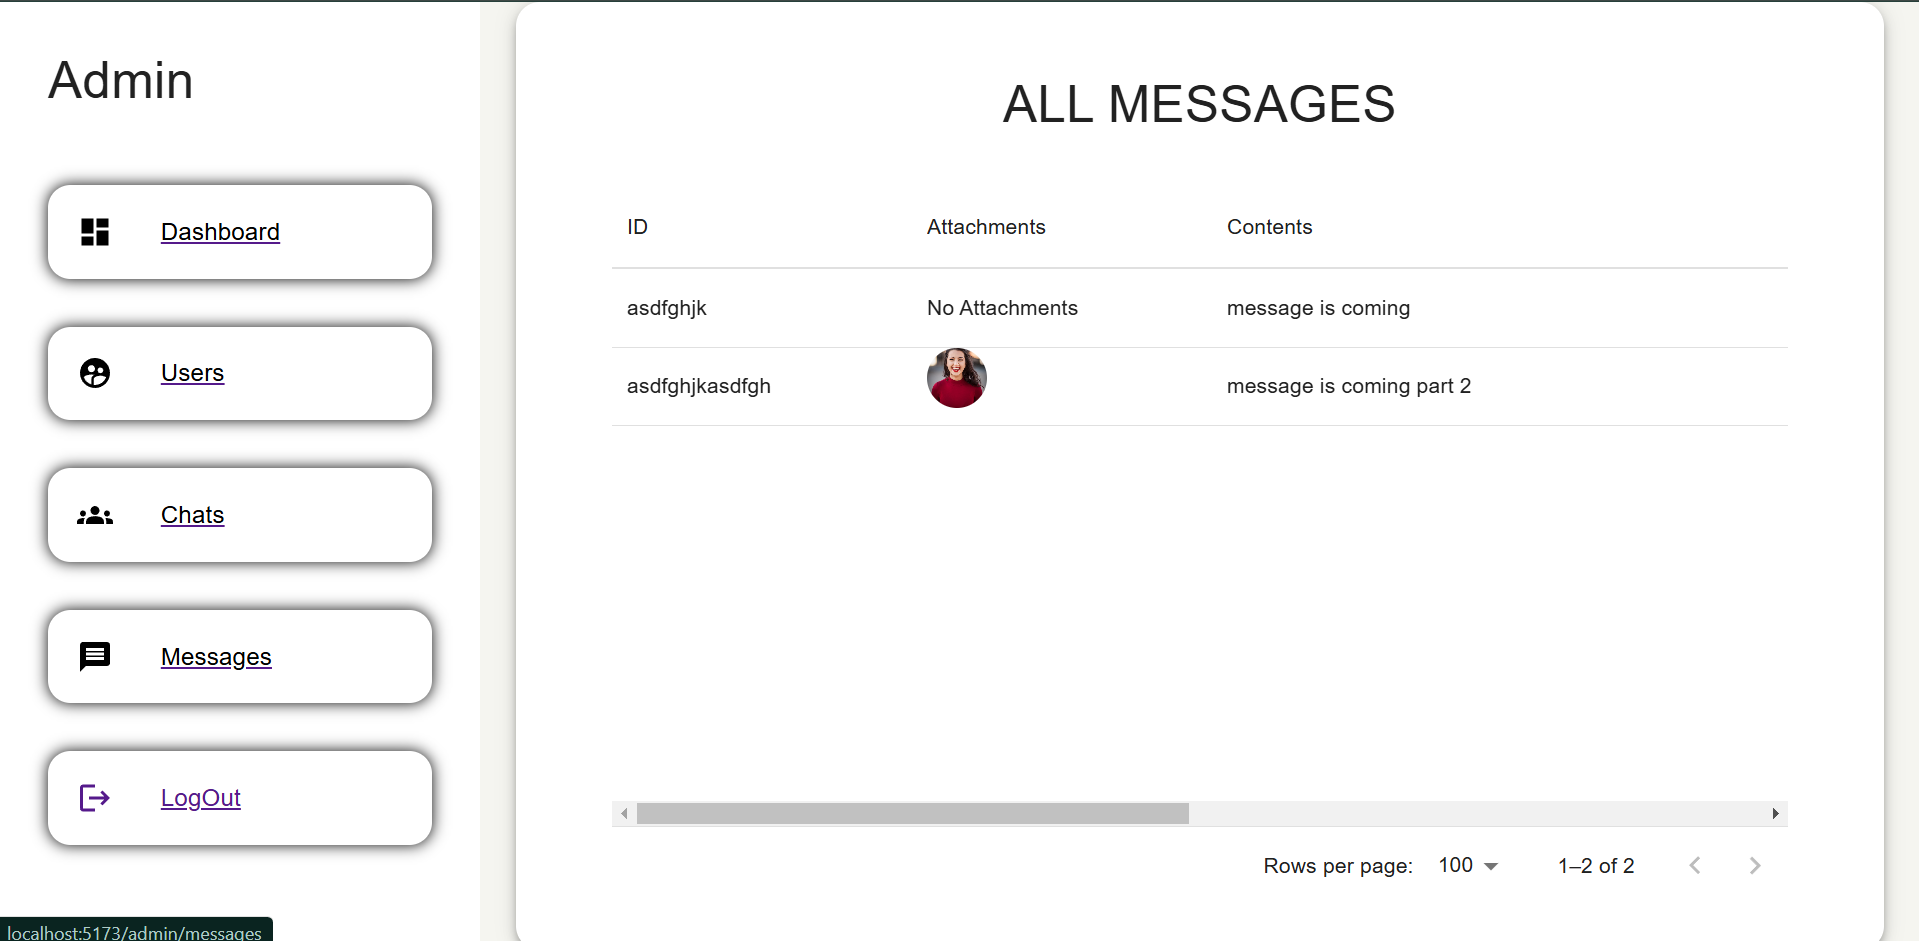 Admin
Dashboard
Users
Chats
Messages
LogOut
ALL MESSAGES
ID Attachments Contents
asdfghjk No Attachments message is coming
asdfghjkasdfgh message is coming part 2
Rows per page: 100 1–2 of 2
localhost:5173/admin/messages